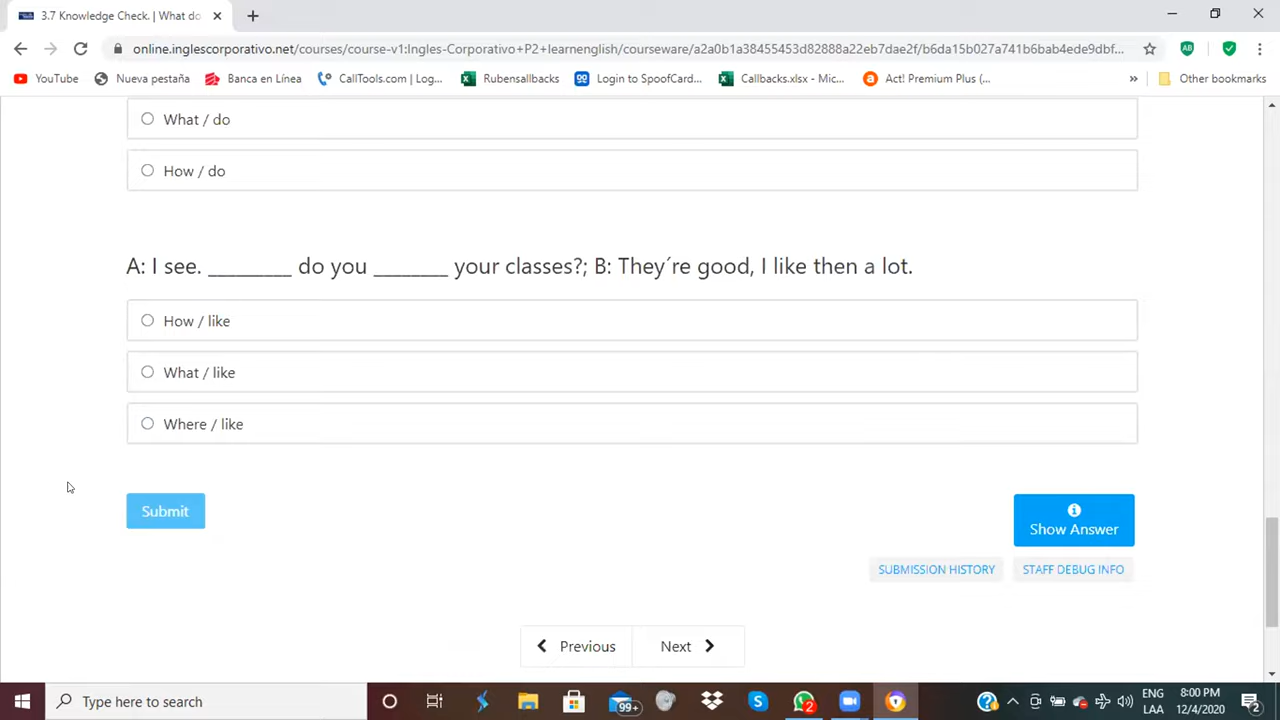 3.7 Knowledge Check. | What do
online.inglescorporativo.net/courses/course-v1:Ingles-Corporativo+P2+learnenglish/courseware/a2a0b1a38455453d82888a22eb7dae2f/b6da15b027a741b6bab4ede9dbf...
YouTube Nueva pestaña Banca en Línea CallTools.com | Log... Rubensallbacks Login to SpoofCard... Callbacks.xlsx - Mic... Act! Premium Plus (... » Other bookmarks
What / do
How / do
A: I see. _________ do you ________ your classes?; B: They´re good, I like then a lot.
How / like
What / like
Where / like
Submit
Show Answer
SUBMISSION HISTORY STAFF DEBUG INFO
Previous Next
Type here to search
99+
2
ENG
LAA
8:00 PM
12/4/2020
2